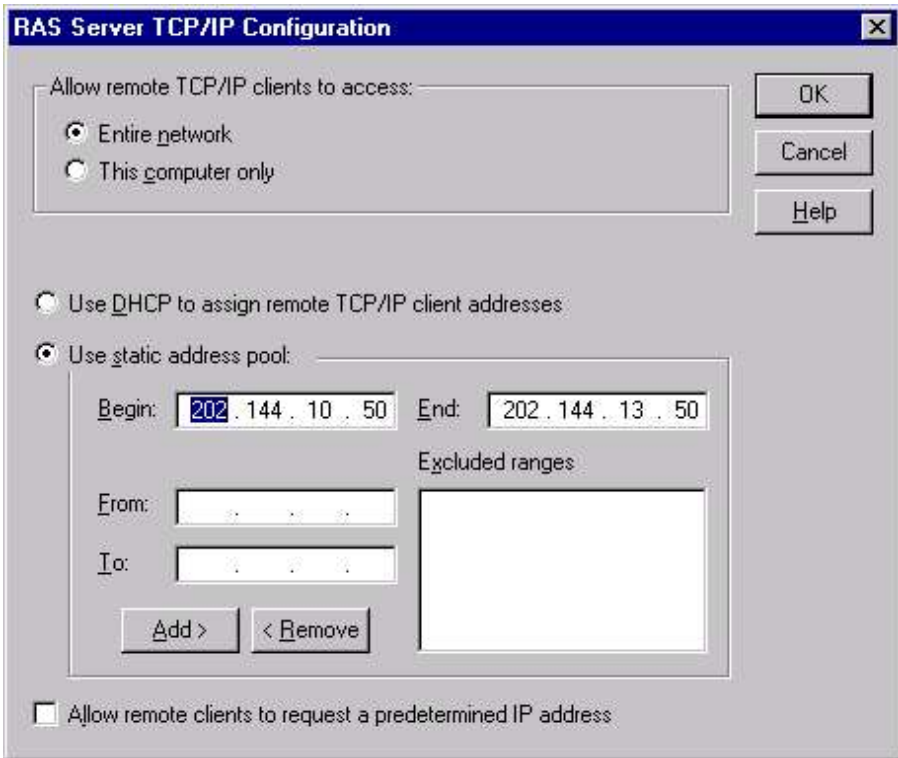 RAS Server TCP/IP Configuration
Allow remote TCP/IP clients to access:
Entire network
This computer only
OK
Cancel
Help
Use DHCP to assign remote TCP/IP client addresses
Use static address pool:
Begin: 202 . 144 . 10 . 50 End: 202 . 144 . 13 . 50
Excluded ranges
From: . . .
To: . . .
Add > < Remove
Allow remote clients to request a predetermined IP address